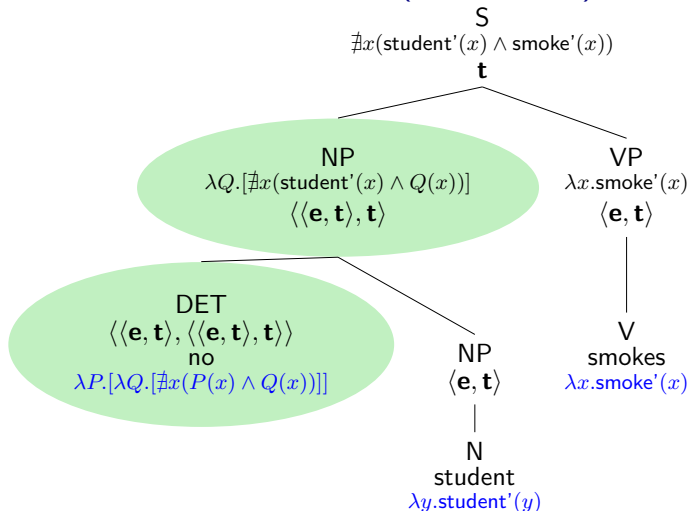 S
∄x(student'(x) ∧ smoke'(x))
t
NP
λQ.[∄x(student'(x) ∧ Q(x))]
⟨⟨e, t⟩, t⟩
VP
λx.smoke'(x)
⟨e, t⟩
DET
⟨⟨e, t⟩, ⟨⟨e, t⟩, t⟩⟩
no
λP.[λQ.[∄x(P(x) ∧ Q(x))]]
NP
⟨e, t⟩
V
smokes
λx.smoke'(x)
N
student
λy.student'(y)